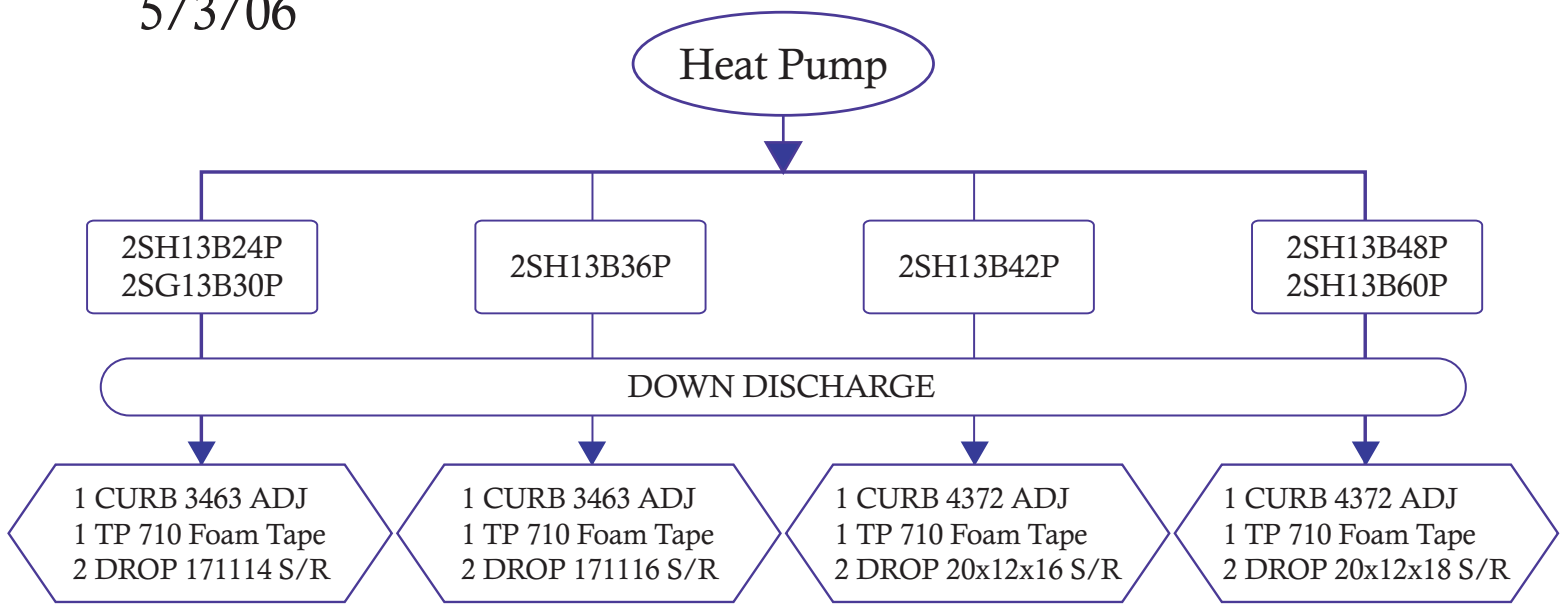 573706
Heat Pump
2SH13B24P
2SG13B30P
2SH13B36P
2SH13B42P
2SH13B48P
2SH13B60P
DOWN DISCHARGE
1 CURB 3463 ADJ
1 TP 710 Foam Tape
2 DROP 171114 S/R
1 CURB 3463 ADJ
1 TP 710 Foam Tape
2 DROP 171116 S/R
1 CURB 4372 ADJ
1 TP 710 Foam Tape
2 DROP 20x12x16 S/R
1 CURB 4372 ADJ
1 TP 710 Foam Tape
2 DROP 20x12x18 S/R